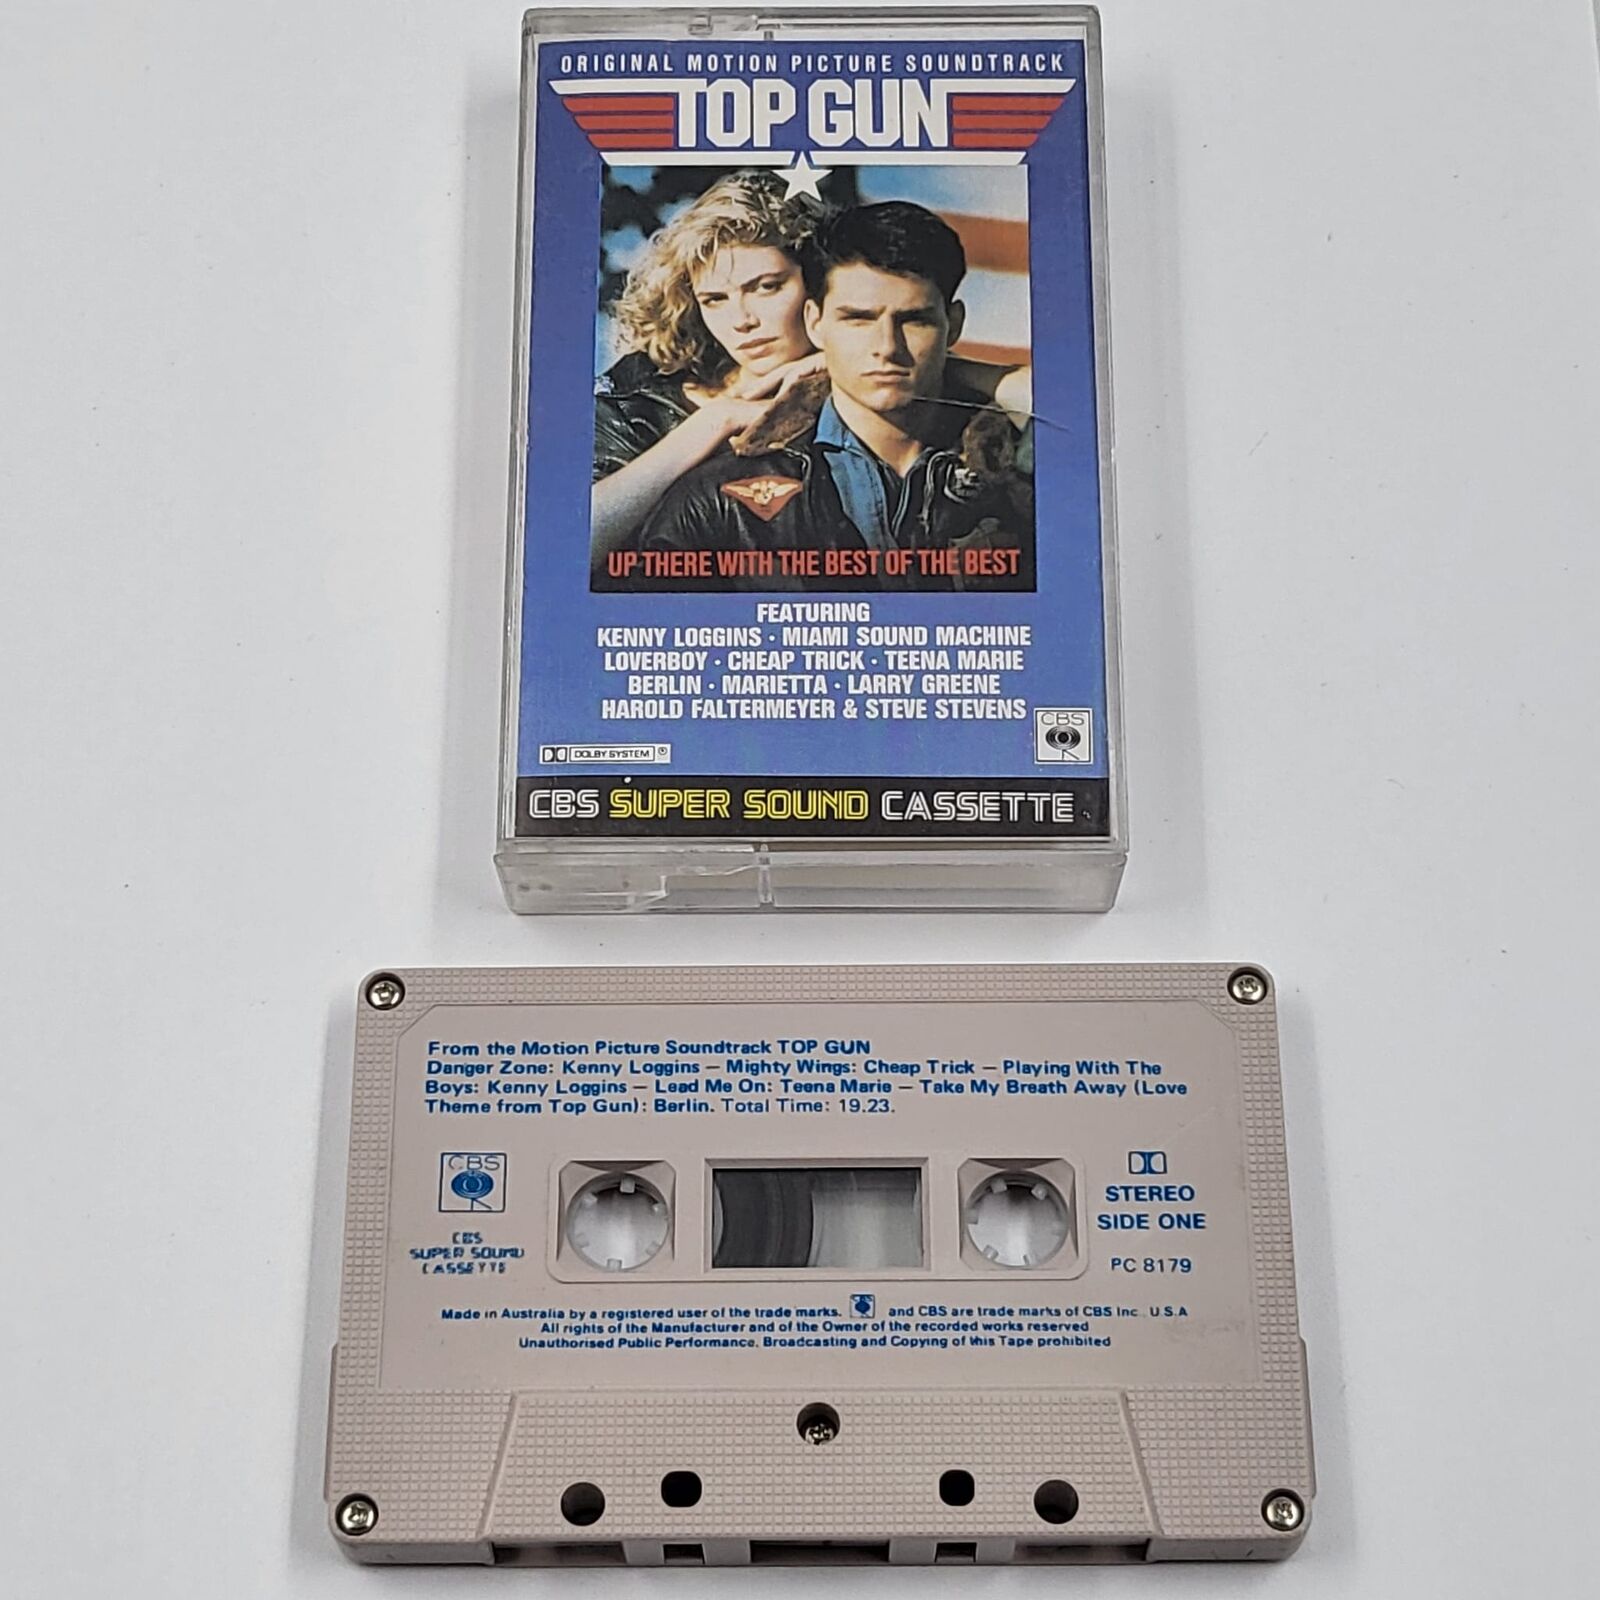 ORIGINAL MOTION PICTURE SOUNDTRACK
TOP GUN
UP THERE WITH THE BEST OF THE BEST
FEATURING
KENNY LOGGINS · MIAMI SOUND MACHINE
LOVERBOY · CHEAP TRICK · TEENA MARIE
BERLIN · MARIETTA · LARRY GREENE
HAROLD FALTERMEYER & STEVE STEVENS
CBS
DOLBY SYSTEM ®
CBS SUPER SOUND CASSETTE
From the Motion Picture Soundtrack TOP GUN
Danger Zone: Kenny Loggins — Mighty Wings: Cheap Trick — Playing With The
Boys: Kenny Loggins — Lead Me On: Teena Marie — Take My Breath Away (Love
Theme from Top Gun): Berlin. Total Time: 19.23.
CBS
CBS
SUPER SOUND
CASSETTE
STEREO
SIDE ONE
PC 8179
Made in Australia by a registered user of the trade marks. CBS and CBS are trade marks of CBS Inc., U.S.A
All rights of the Manufacturer and of the Owner of the recorded works reserved
Unauthorised Public Performance, Broadcasting and Copying of this Tape prohibited